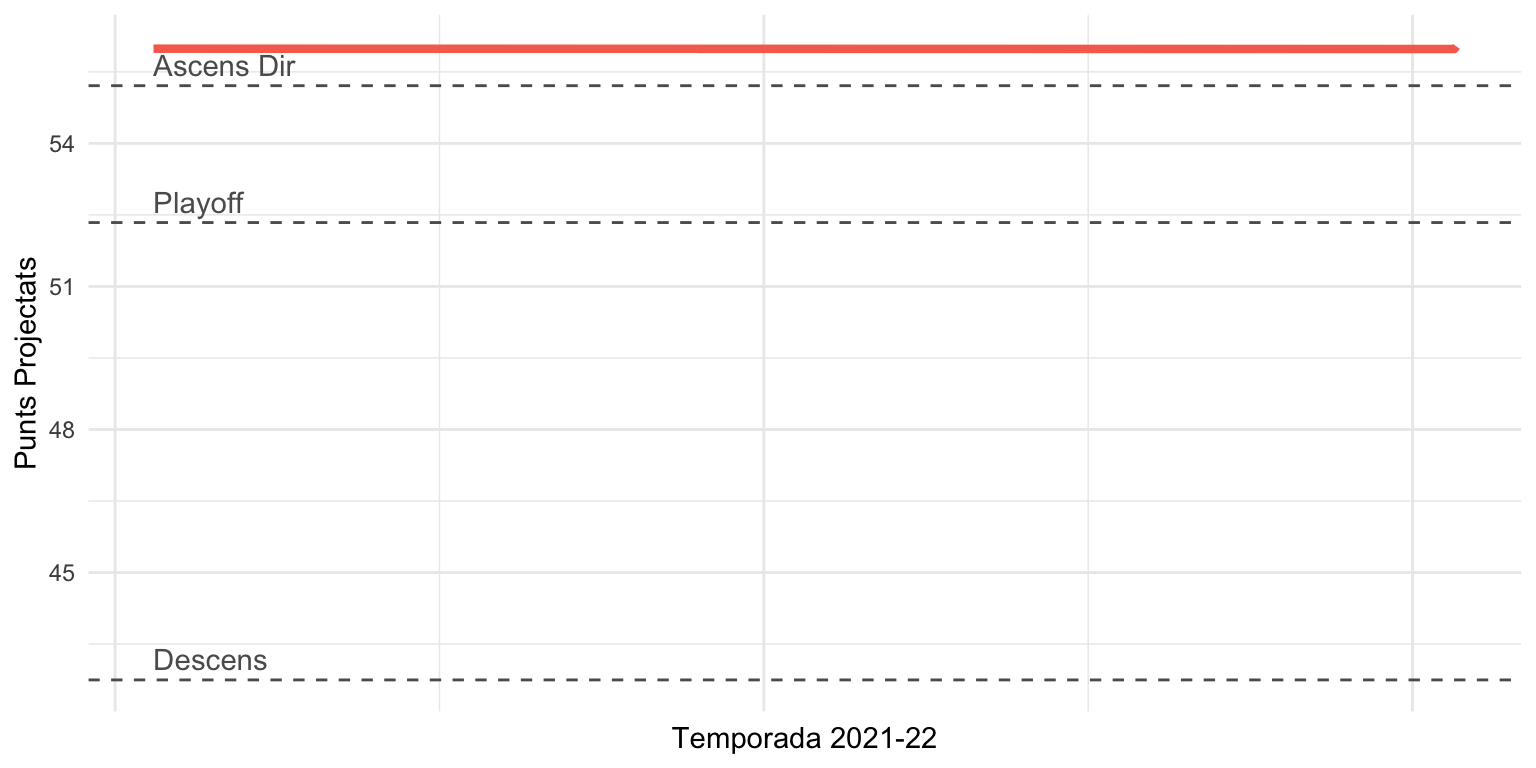 Ascens Dir
54
Playoff
51
48
45
Descens
Punts Projectats
Temporada 2021-22